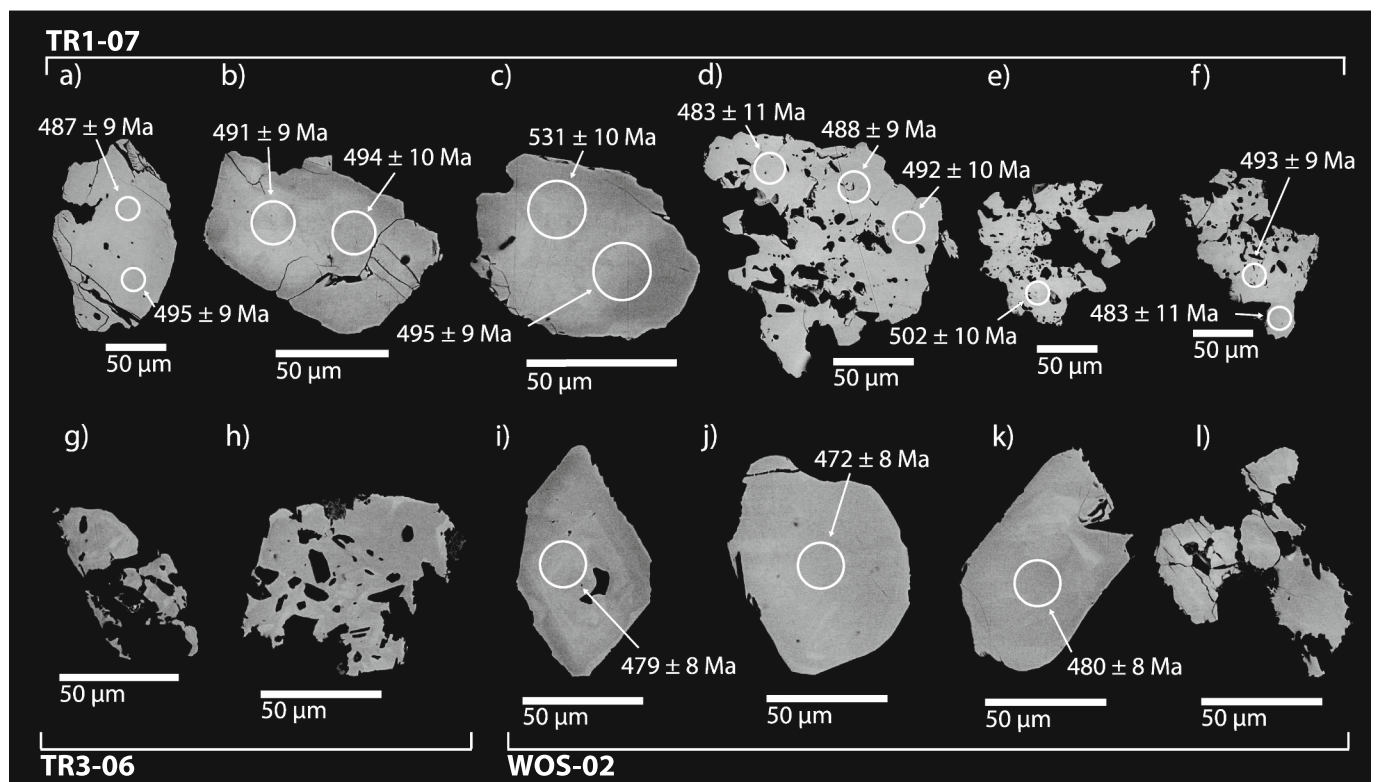 TR1-07
a)
b)
c)
d)
e)
f)
487 ± 9 Ma
495 ± 9 Ma
50 µm
491 ± 9 Ma
494 ± 10 Ma
50 µm
531 ± 10 Ma
495 ± 9 Ma
50 µm
483 ± 11 Ma
488 ± 9 Ma
492 ± 10 Ma
50 µm
502 ± 10 Ma
50 µm
493 ± 9 Ma
483 ± 11 Ma
50 µm
g)
h)
i)
j)
k)
l)
50 µm
50 µm
479 ± 8 Ma
50 µm
472 ± 8 Ma
50 µm
480 ± 8 Ma
50 µm
50 µm
TR3-06
WOS-02